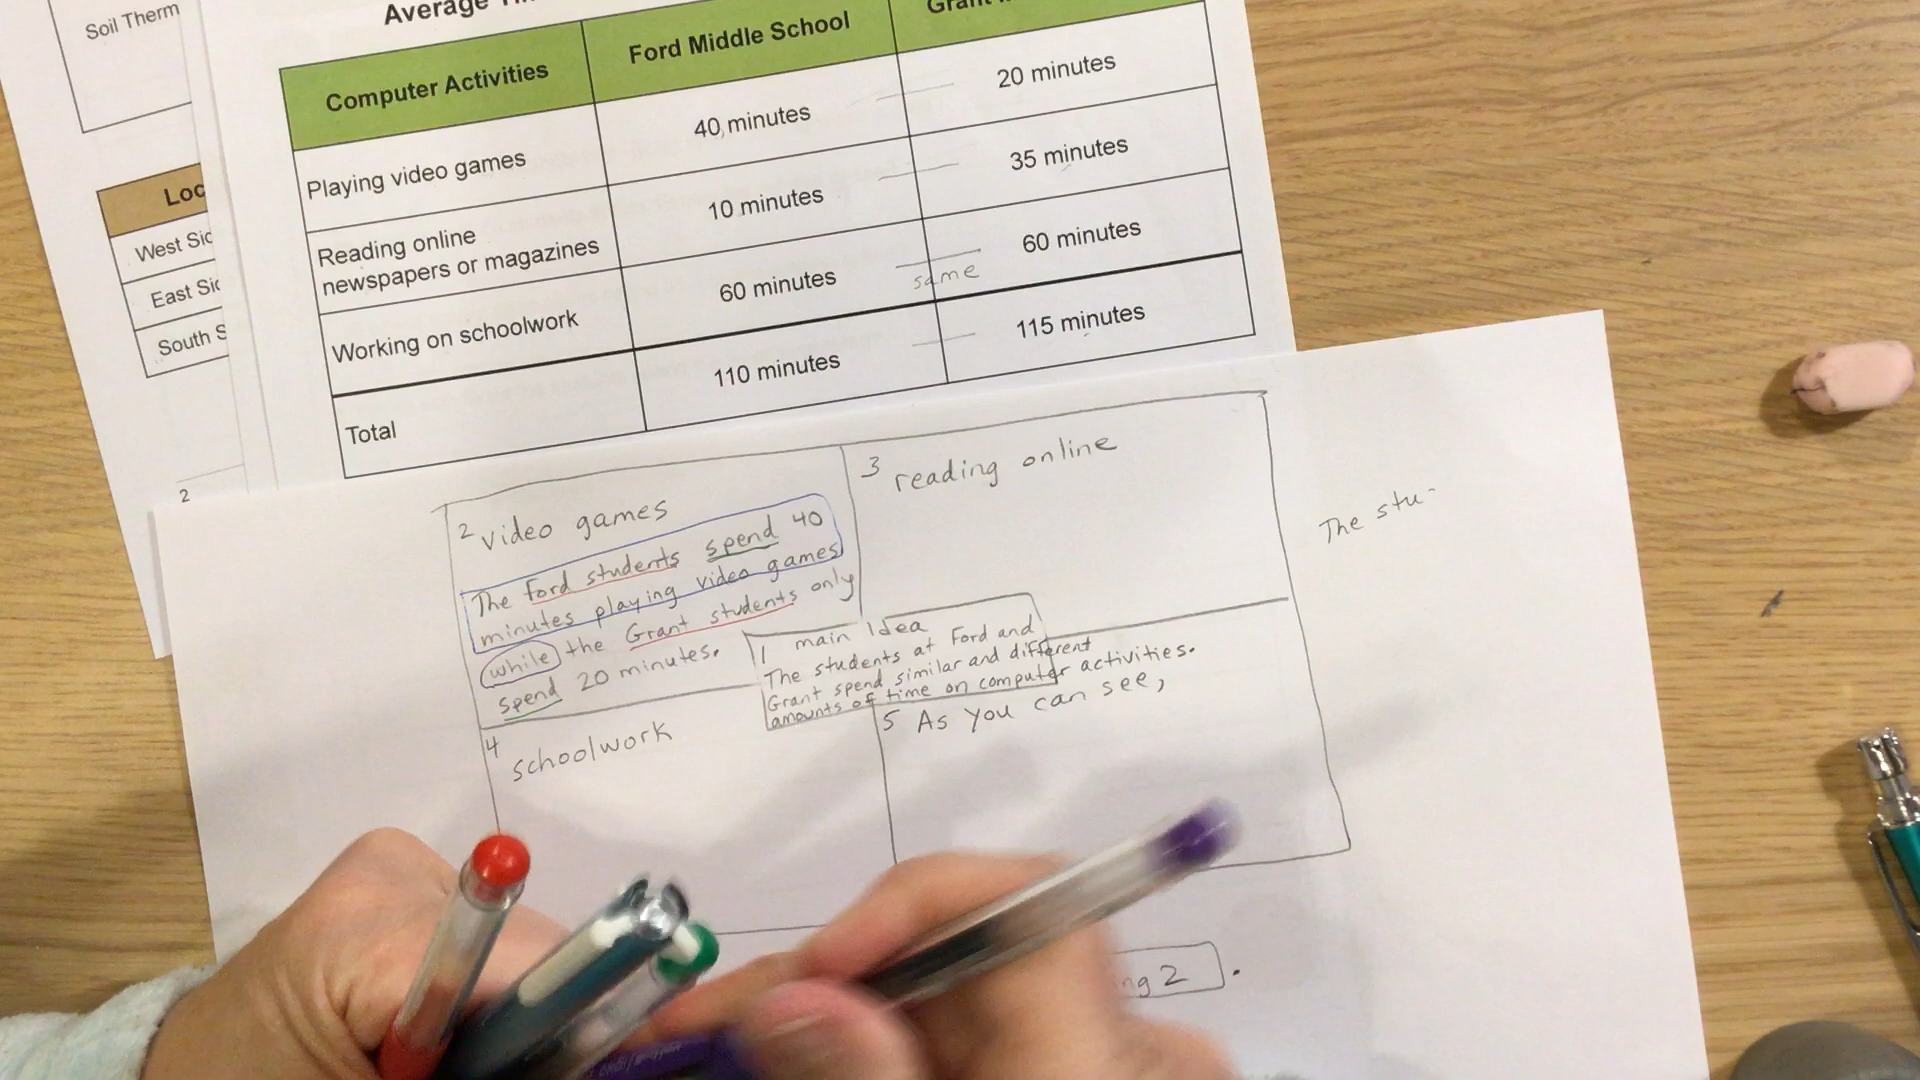 Soil Therm
Loc
West Sid
East Sid
South S
2
Average
Computer Activities
Ford Middle School
Grant
Playing video games
40 minutes
20 minutes
Reading online
newspapers or magazines
10 minutes
35 minutes
Working on schoolwork
60 minutes
same
60 minutes
Total
110 minutes
115 minutes
2 video games
The Ford students spend 40
minutes playing video games
while the Grant students only
spend 20 minutes.
3 reading online
The stu-
1 main Idea
The students at Ford and
Grant spend similar and different
amounts of time on computer activities.
4 schoolwork
5 As you can see,
ng 2 .